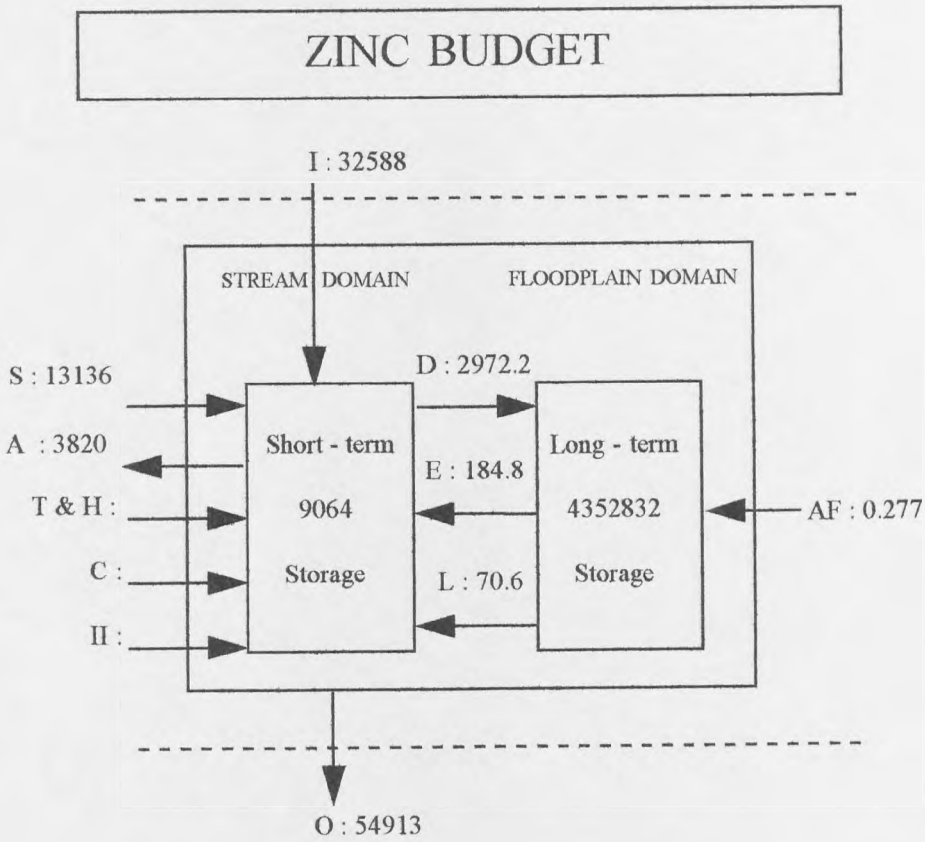 ZINC BUDGET
I : 32588
STREAM DOMAIN
FLOODPLAIN DOMAIN
S : 13136
D : 2972.2
A : 3820
Short - term
9064
Storage
E : 184.8
Long - term
4352832
Storage
T & H :
AF : 0.277
C :
L : 70.6
II :
O : 54913